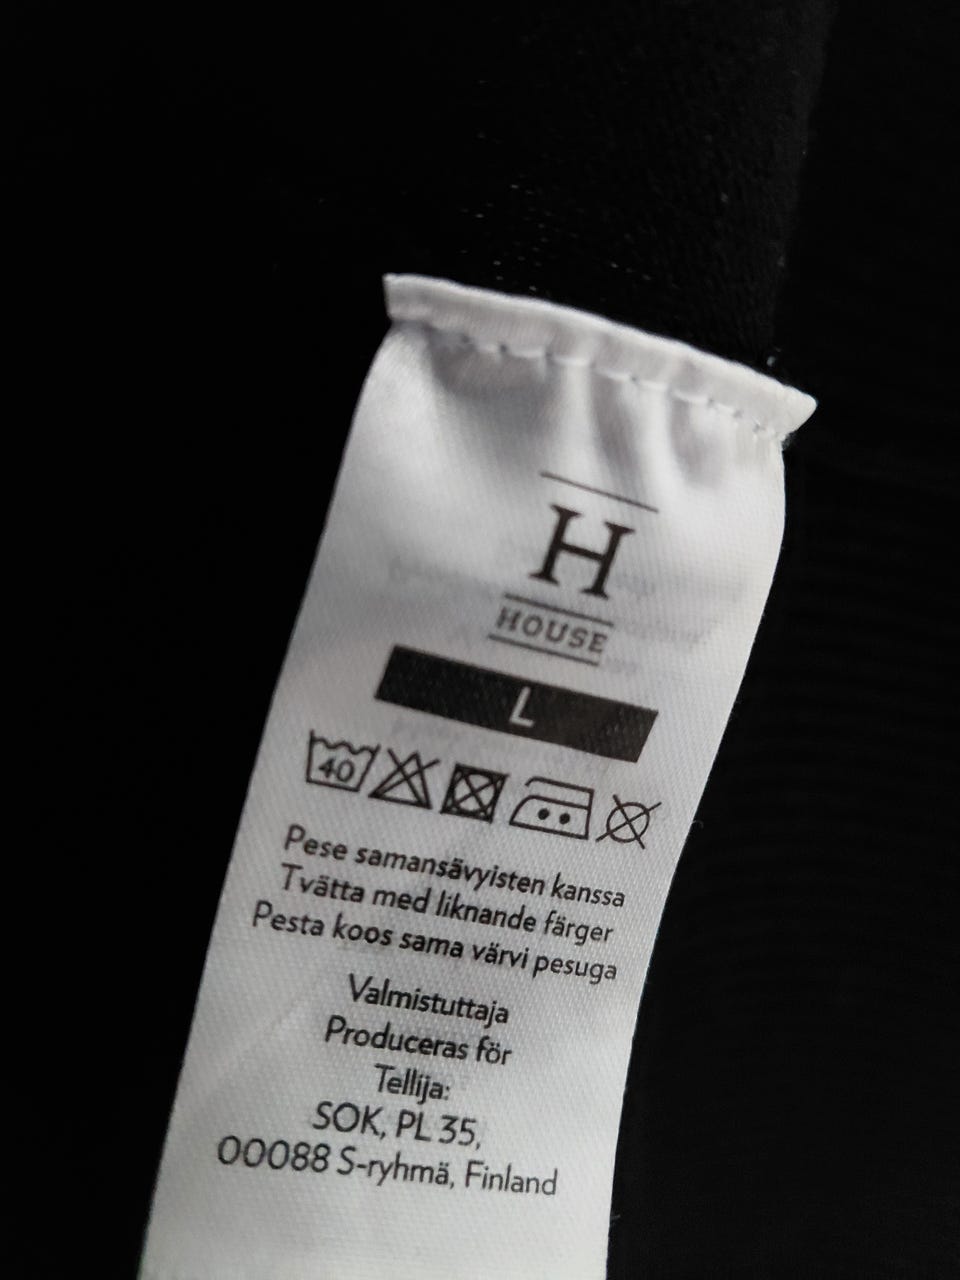 H
HOUSE
L
40
Pese samansävyisten kanssa
Tvätta med liknande färger
Pesta koos sama värvi pesuga
Valmistuttaja
Produceras för
Tellija:
SOK, PL 35,
00088 S-ryhmä, Finland